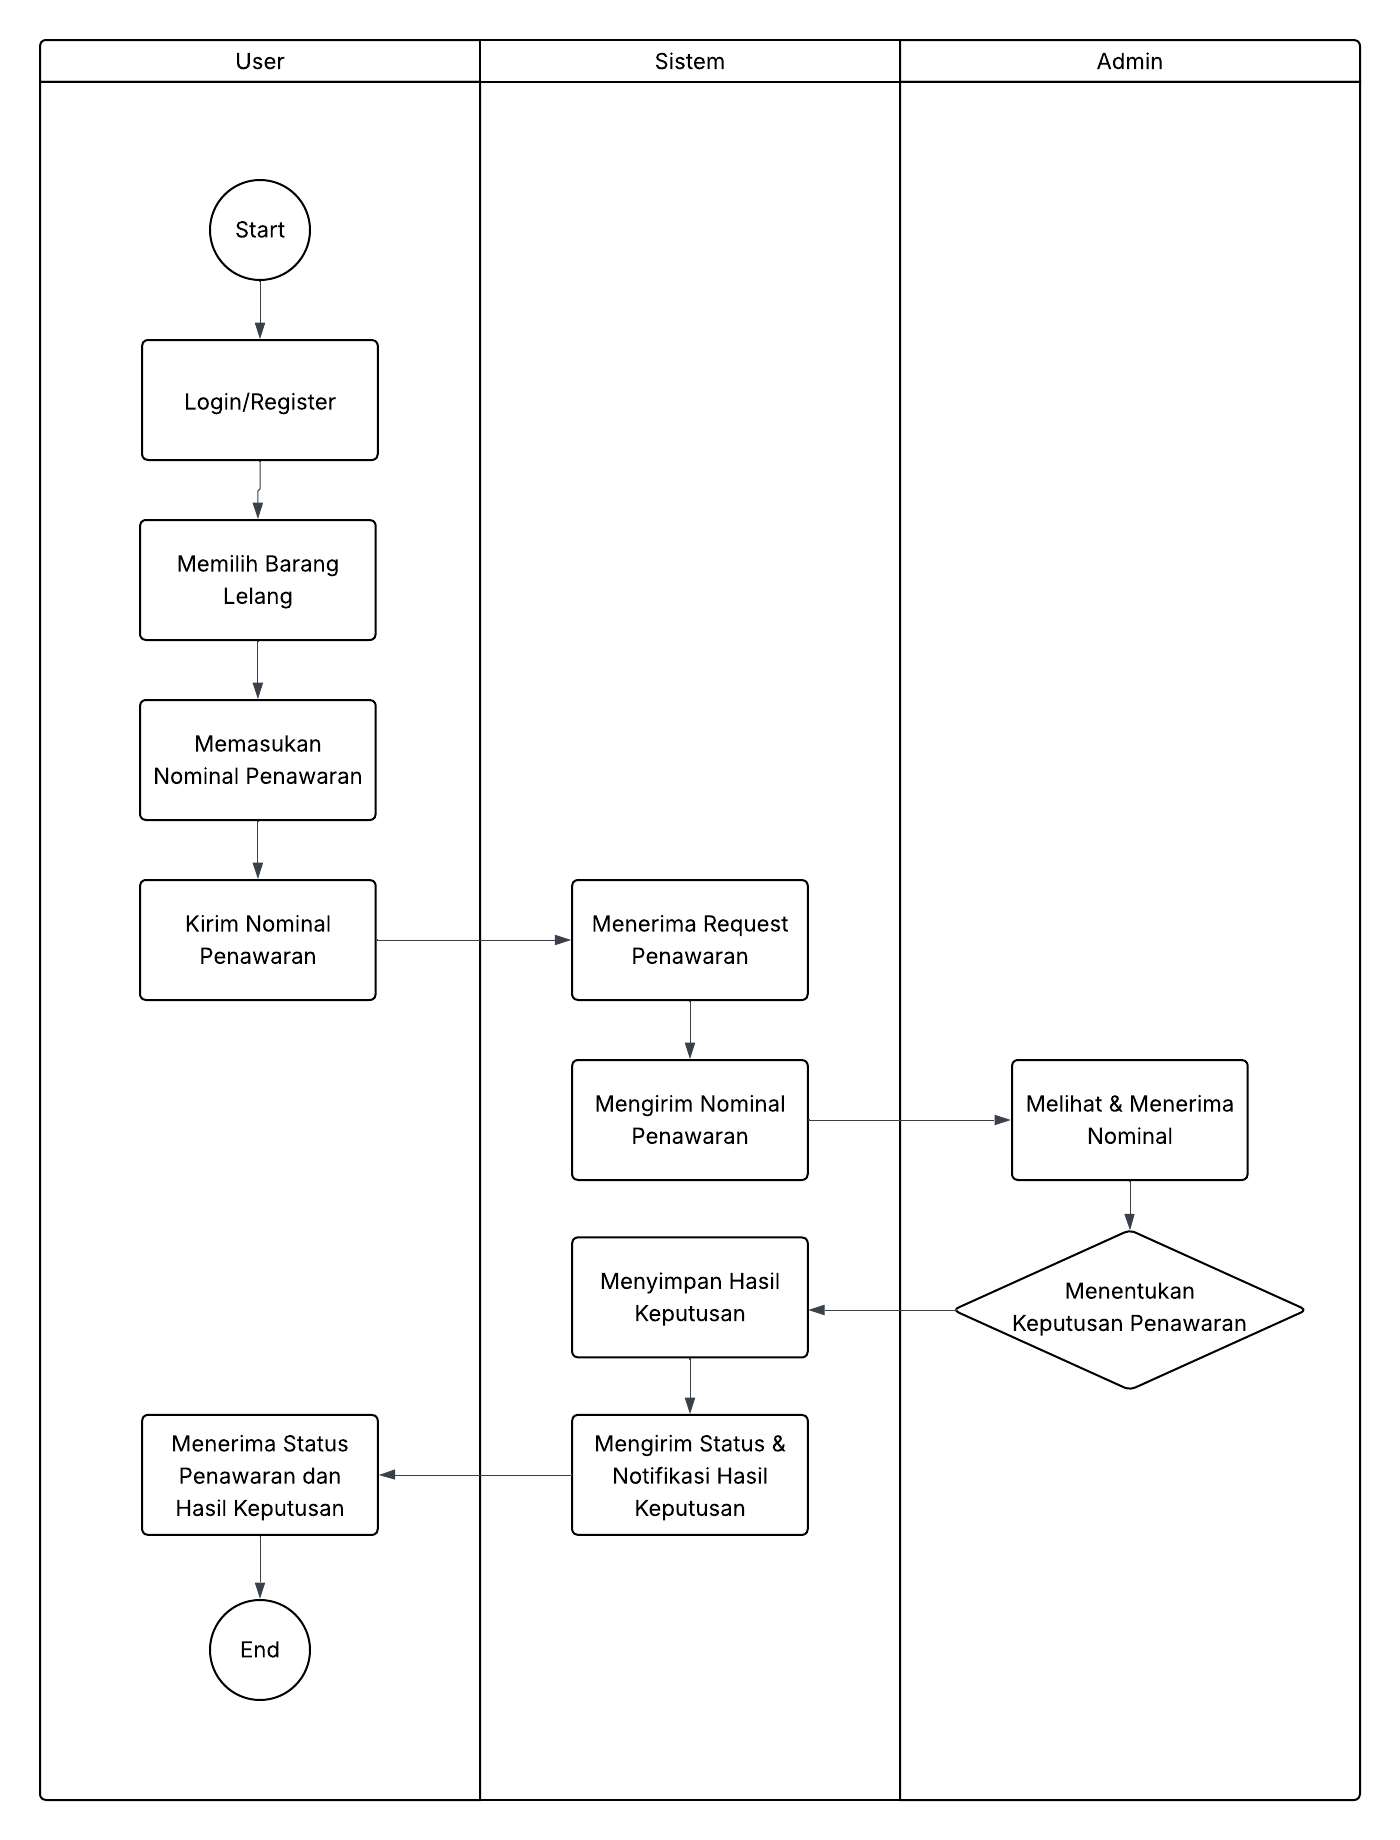 User
Sistem
Admin
Start
Login/Register
Memilih Barang
Lelang
Memasukan
Nominal Penawaran
Kirim Nominal
Penawaran
Menerima Request
Penawaran
Mengirim Nominal
Penawaran
Melihat & Menerima
Nominal
Menentukan
Keputusan Penawaran
Menyimpan Hasil
Keputusan
Mengirim Status &
Notifikasi Hasil
Keputusan
Menerima Status
Penawaran dan
Hasil Keputusan
End